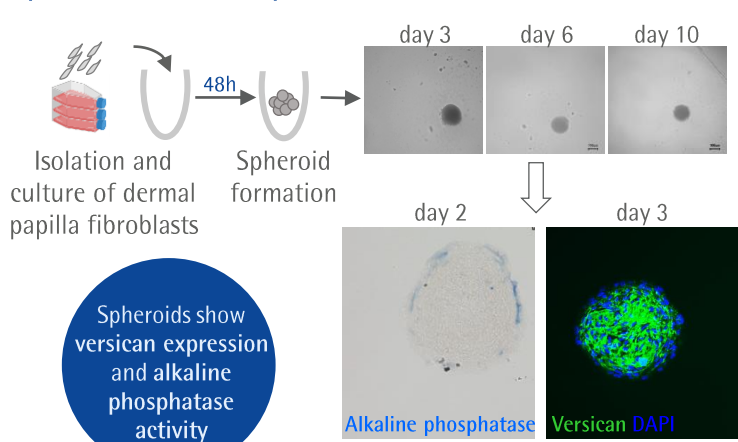 day 3
day 6
day 10
48h
Isolation and
culture of dermal
papilla fibroblasts
Spheroid
formation
day 2
day 3
Spheroids show
versican expression
and alkaline
phosphatase
activity
Alkaline phosphatase
Versican DAPI